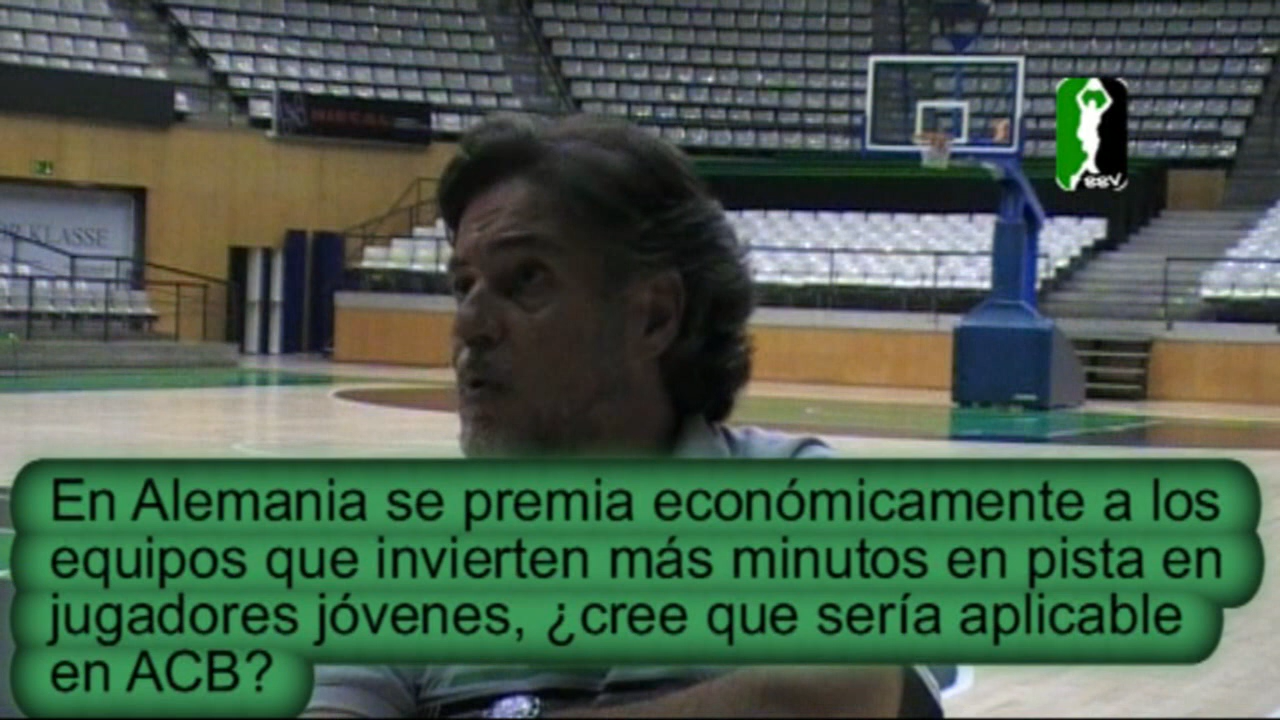 R KLASSE
En Alemania se premia económicamente a los
equipos que invierten más minutos en pista en
jugadores jóvenes, ¿cree que sería aplicable
en ACB?